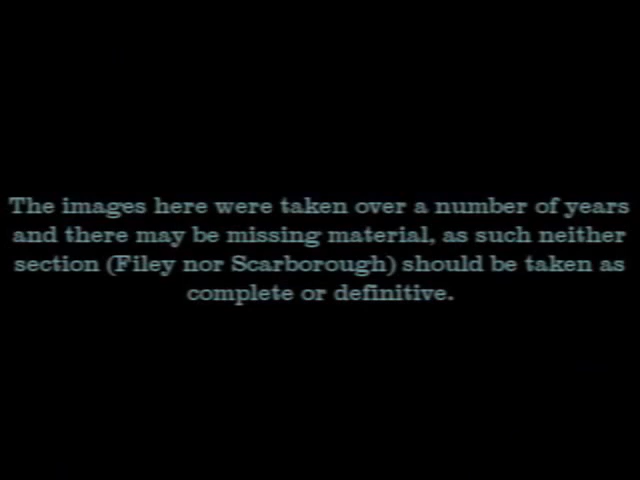 The images here were taken over a number of years
and there may be missing material, as such neither
section (Filey nor Scarborough) should be taken as
complete or definitive.